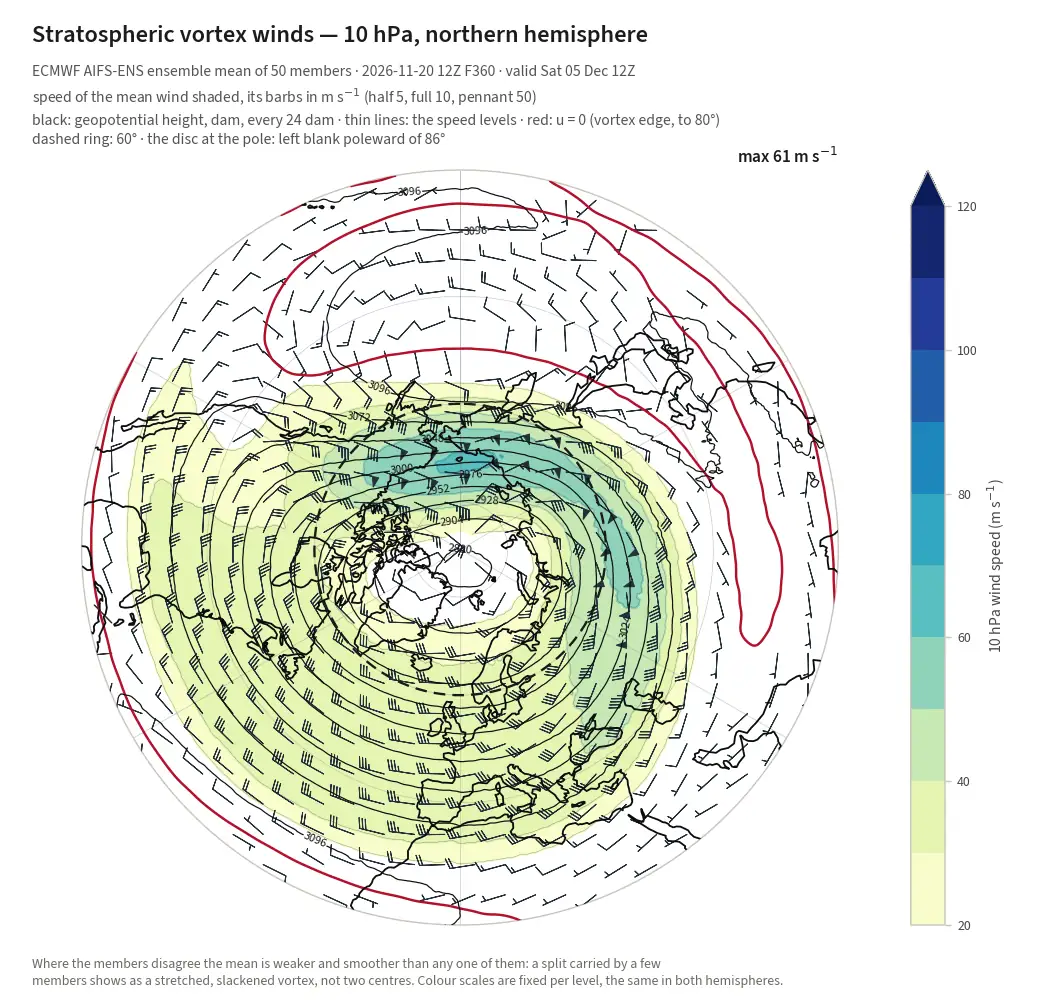 Stratospheric vortex winds — 10 hPa, northern hemisphere
ECMWF AIFS-ENS ensemble mean of 50 members · 2026-11-20 12Z F360 · valid Sat 05 Dec 12Z
speed of the mean wind shaded, its barbs in m s⁻¹ (half 5, full 10, pennant 50)
black: geopotential height, dam, every 24 dam · thin lines: the speed levels · red: u = 0 (vortex edge, to 80°)
dashed ring: 60° · the disc at the pole: left blank poleward of 86°
max 61 m s⁻¹
3096
3096
3096
3072
3000
2976
2952
2928
2904
3024
3096
120
100
80
60
40
20
10 hPa wind speed (m s⁻¹)
Where the members disagree the mean is weaker and smoother than any one of them: a split carried by a few
members shows as a stretched, slackened vortex, not two centres. Colour scales are fixed per level, the same in both hemispheres.